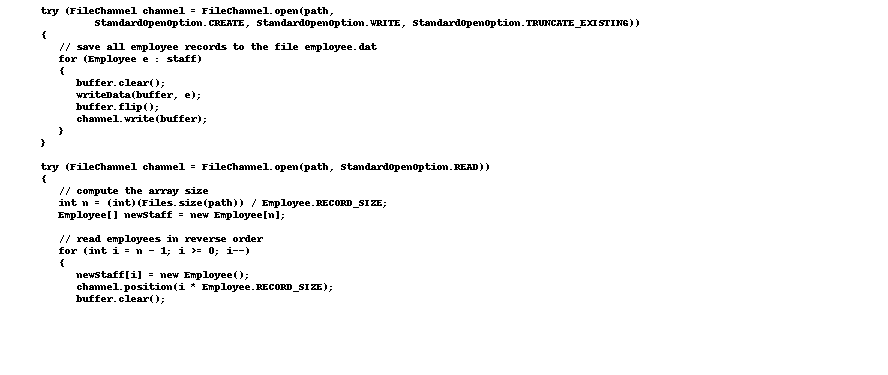 try (FileChannel channel = FileChannel.open(path,
StandardOpenOption.CREATE, StandardOpenOption.WRITE, StandardOpenOption.TRUNCATE_EXISTING))
{
// save all employee records to the file employee.dat
for (Employee e : staff)
{
buffer.clear();
writeData(buffer, e);
buffer.flip();
channel.write(buffer);
}
}
try (FileChannel channel = FileChannel.open(path, StandardOpenOption.READ))
{
// compute the array size
int n = (int)(Files.size(path)) / Employee.RECORD_SIZE;
Employee[] newStaff = new Employee[n];
// read employees in reverse order
for (int i = n - 1; i >= 0; i--)
{
newStaff[i] = new Employee();
channel.position(i * Employee.RECORD_SIZE);
buffer.clear();